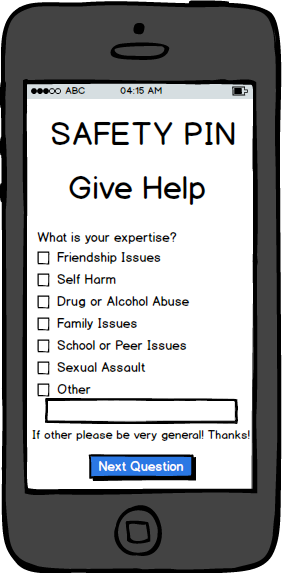 ABC 04:15 AM
SAFETY PIN
Give Help
What is your expertise?
Friendship Issues
Self Harm
Drug or Alcohol Abuse
Family Issues
School or Peer Issues
Sexual Assault
Other
If other please be very general! Thanks!
Next Question